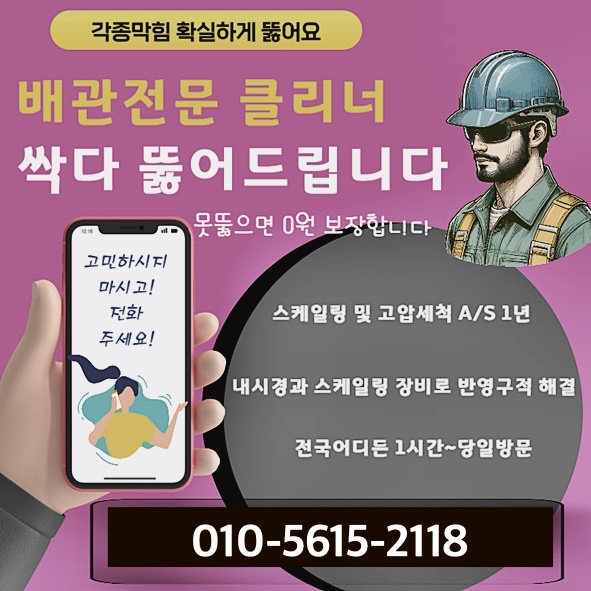 각종막힘 확실하게 뚫어요
배관전문 클리너
싹다 뚫어드립니다
못뚫으면 0원 보장합니다
10:15
고민하시지
마시고!
전화
주세요!
스케일링 및 고압세척 A/S 1년
내시경과 스케일링 장비로 반영구적 해결
전국어디든 1시간~당일방문
010-5615-2118